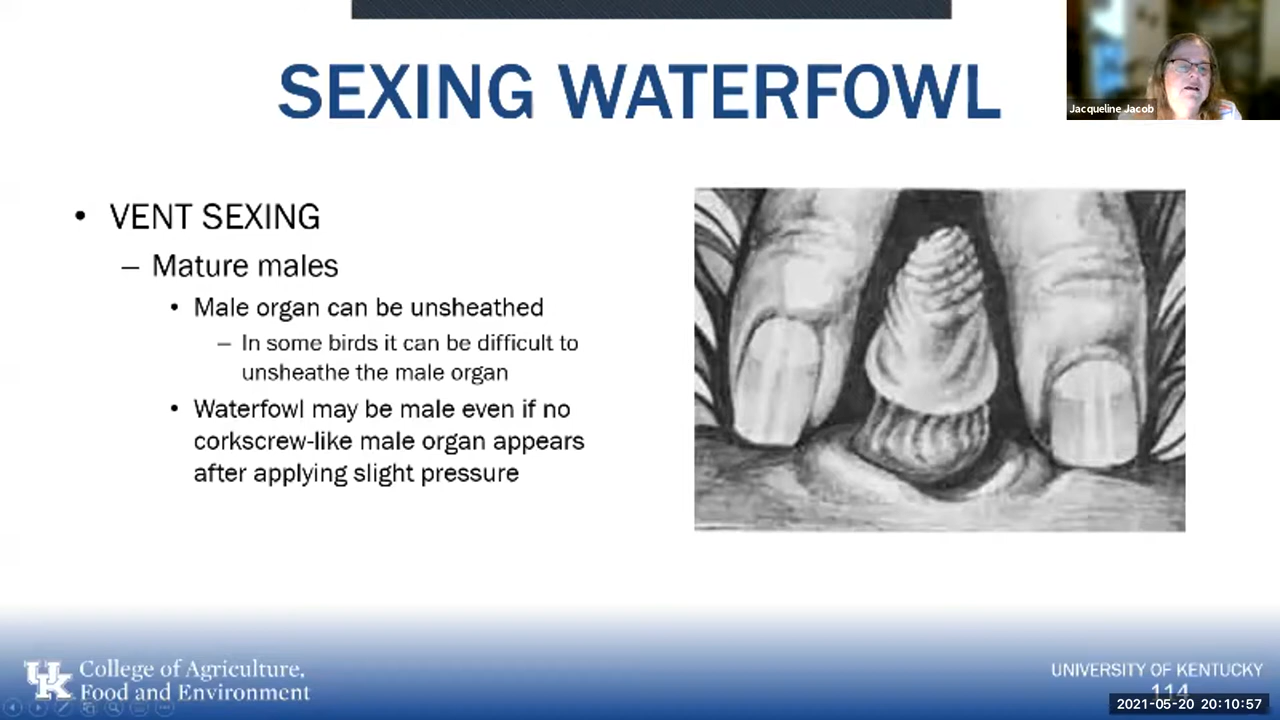 SEXING WATERFOWL
Jacqueline Jacob
• VENT SEXING
– Mature males
• Male organ can be unsheathed
– In some birds it can be difficult to
unsheathe the male organ
• Waterfowl may be male even if no
corkscrew-like male organ appears
after applying slight pressure
UK College of Agriculture,
Food and Environment
UNIVERSITY OF KENTUCKY
114
2021-05-20 20:10:57